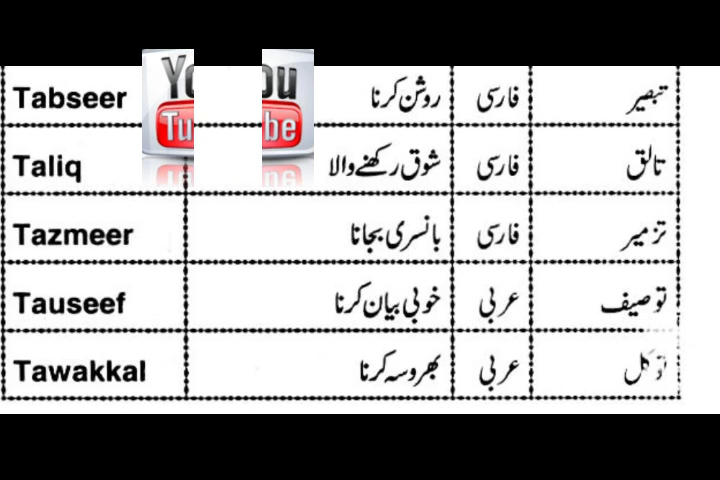 Tabseer روشن کرنا فارسی تبصیر
Taliq شوق رکھنے والا فارسی تالق
Tazmeer بانسری بجانا فارسی تزمیر
Tauseef خوبی بیان کرنا عربی توصیف
Tawakkal بھروسہ کرنا عربی توکل